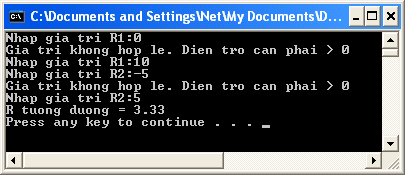 C:\Documents and Settings\Net\My Documents\D...
Nhap gia tri R1:0
Gia tri khong hop le. Dien tro can phai > 0
Nhap gia tri R1:10
Nhap gia tri R2:-5
Gia tri khong hop le. Dien tro can phai > 0
Nhap gia tri R2:5
R tuong duong = 3.33
Press any key to continue . . . _